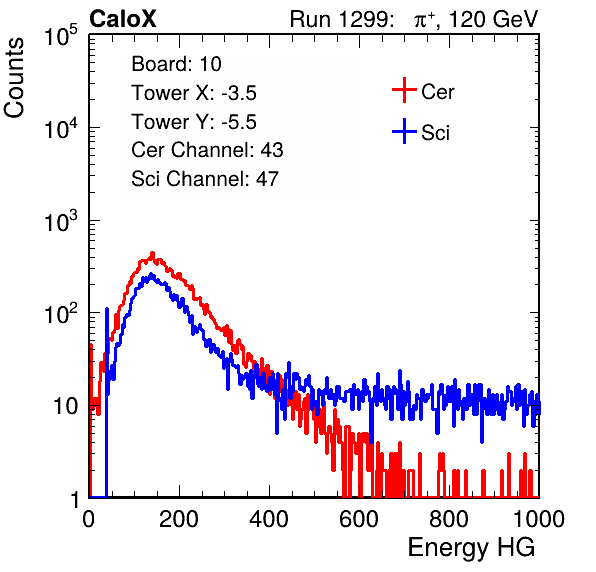 CaloX Run 1299: π⁺, 120 GeV
Counts
10⁵
10⁴
10³
10²
10
1
Board: 10
Tower X: -3.5
Tower Y: -5.5
Cer Channel: 43
Sci Channel: 47
Cer
Sci
0 200 400 600 800 1000
Energy HG